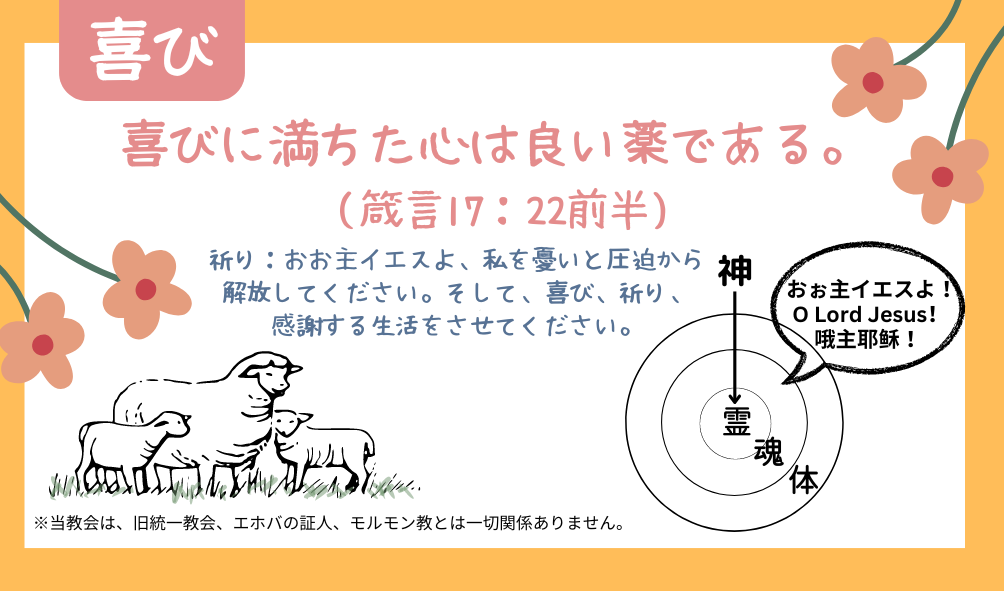 喜び
喜びに満ちた心は良い薬である。
（箴言17：22前半）
祈り：おお主イエスよ、私を憂いと圧迫から
解放してください。そして、喜び、祈り、
感謝する生活をさせてください。
神
おぉ主イエスよ！
O Lord Jesus!
哦主耶稣！
霊
魂
体
※当教会は、旧統一教会、エホバの証人、モルモン教とは一切関係ありません。